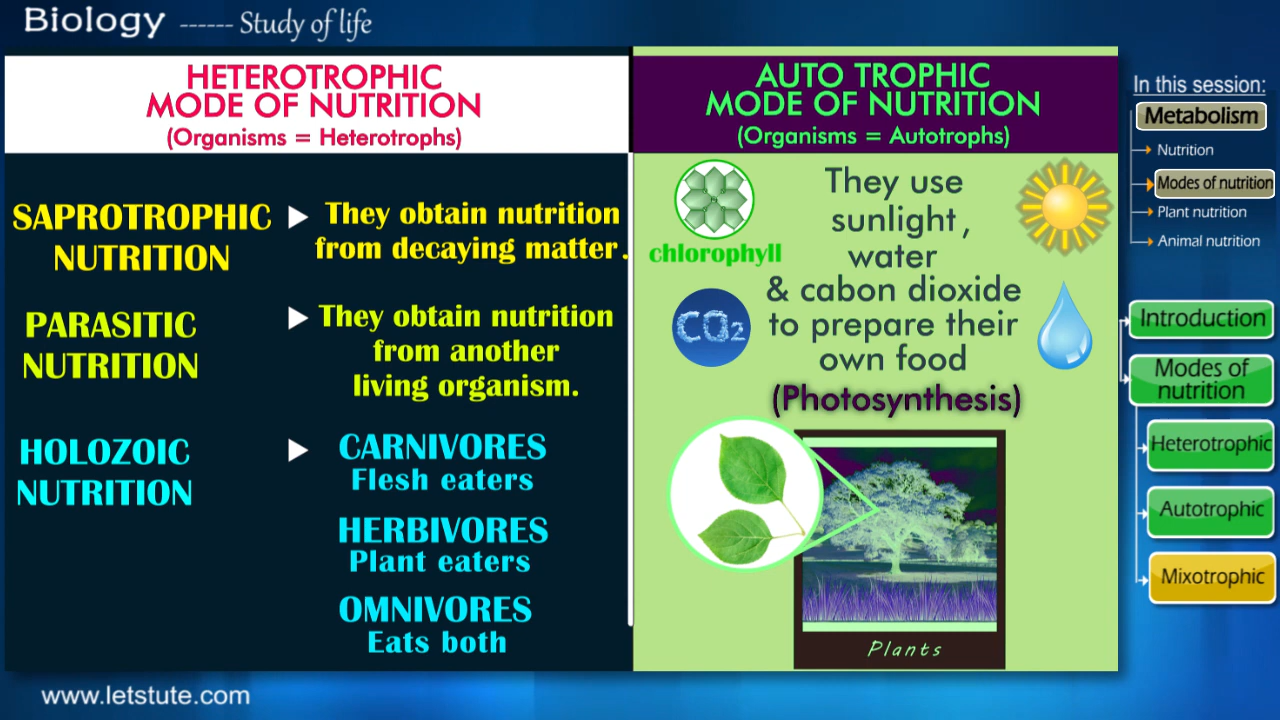 Biology ------ Study of life
HETEROTROPHIC
MODE OF NUTRITION
(Organisms = Heterotrophs)
SAPROTROPHIC
NUTRITION
They obtain nutrition
from decaying matter.
PARASITIC
NUTRITION
They obtain nutrition
from another
living organism.
HOLOZOIC
NUTRITION
CARNIVORES
Flesh eaters
HERBIVORES
Plant eaters
OMNIVORES
Eats both
AUTO TROPHIC
MODE OF NUTRITION
(Organisms = Autotrophs)
chlorophyll
They use
sunlight,
water
& cabon dioxide
to prepare their
own food
(Photosynthesis)
CO2
Plants
In this session:
Metabolism
Nutrition
Modes of nutrition
Plant nutrition
Animal nutrition
Introduction
Modes of
nutrition
Heterotrophic
Autotrophic
Mixotrophic
www.letstute.com